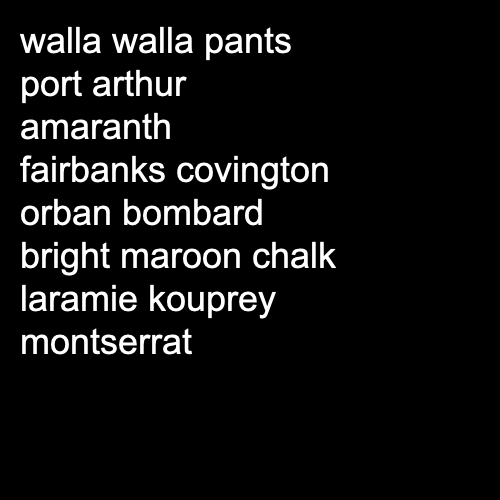 walla walla pants
port arthur
amaranth
fairbanks covington
orban bombard
bright maroon chalk
laramie kouprey
montserrat